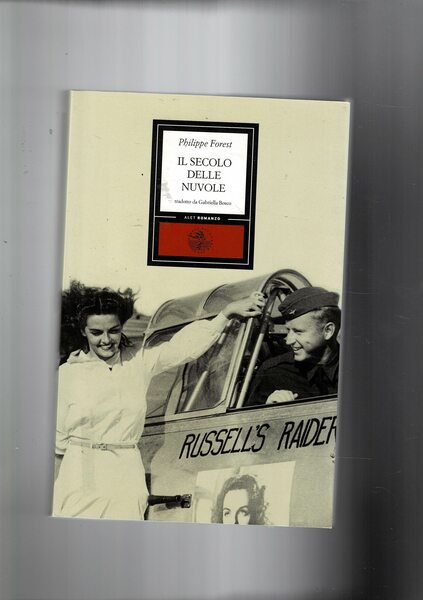 Philippe Forest
IL SECOLO
DELLE
NUVOLE
tradotto da Gabriella Bosco
ALET ROMANZO
RUSSELL'S RAIDER